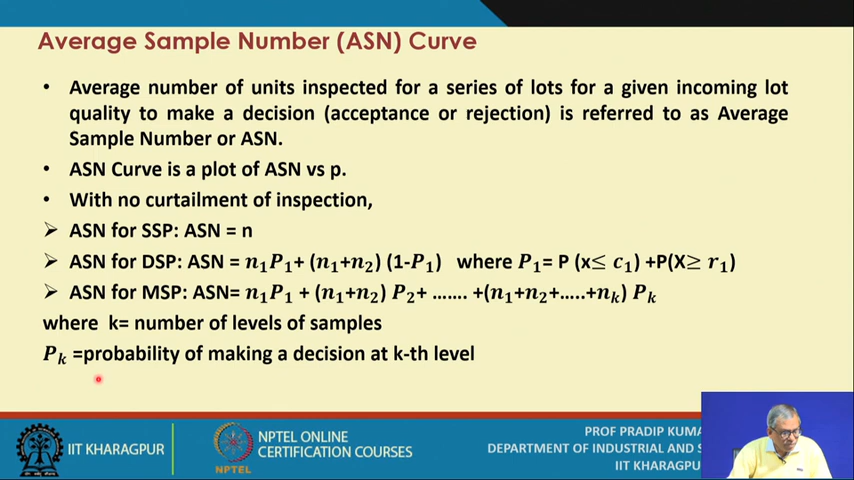 Average Sample Number (ASN) Curve
• Average number of units inspected for a series of lots for a given incoming lot
quality to make a decision (acceptance or rejection) is referred to as Average
Sample Number or ASN.
• ASN Curve is a plot of ASN vs p.
• With no curtailment of inspection,
➢ ASN for SSP: ASN = n
➢ ASN for DSP: ASN = n₁P₁+ (n₁+n₂) (1-P₁) where P₁= P (x≤ c₁) +P(X≥ r₁)
➢ ASN for MSP: ASN= n₁P₁ + (n₁+n₂) P₂+ ……. +(n₁+n₂+…..+nₖ) Pₖ
where k= number of levels of samples
Pₖ =probability of making a decision at k-th level
IIT KHARAGPUR
NPTEL
NPTEL ONLINE
CERTIFICATION COURSES
PROF PRADIP KUMA
DEPARTMENT OF INDUSTRIAL AND S
IIT KHARAGPU